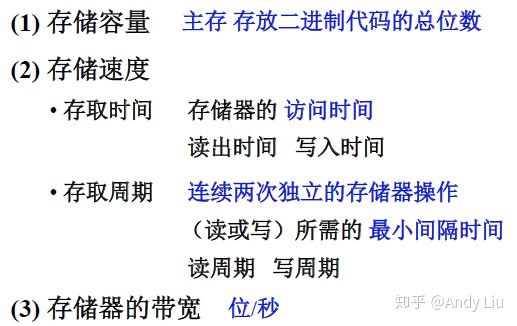 (1) 存储容量 主存 存放二进制代码的总位数
(2) 存储速度
• 存取时间 存储器的 访问时间
读出时间 写入时间
• 存取周期 连续两次独立的存储器操作
（读或写）所需的 最小间隔时间
读周期 写周期
(3) 存储器的带宽 位/秒
知乎 @Andy Liu